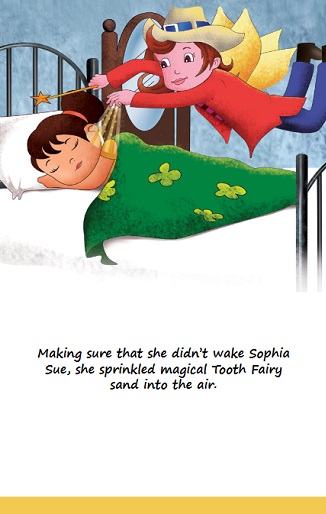 Making sure that she didn't wake Sophia
Sue, she sprinkled magical Tooth Fairy
sand into the air.